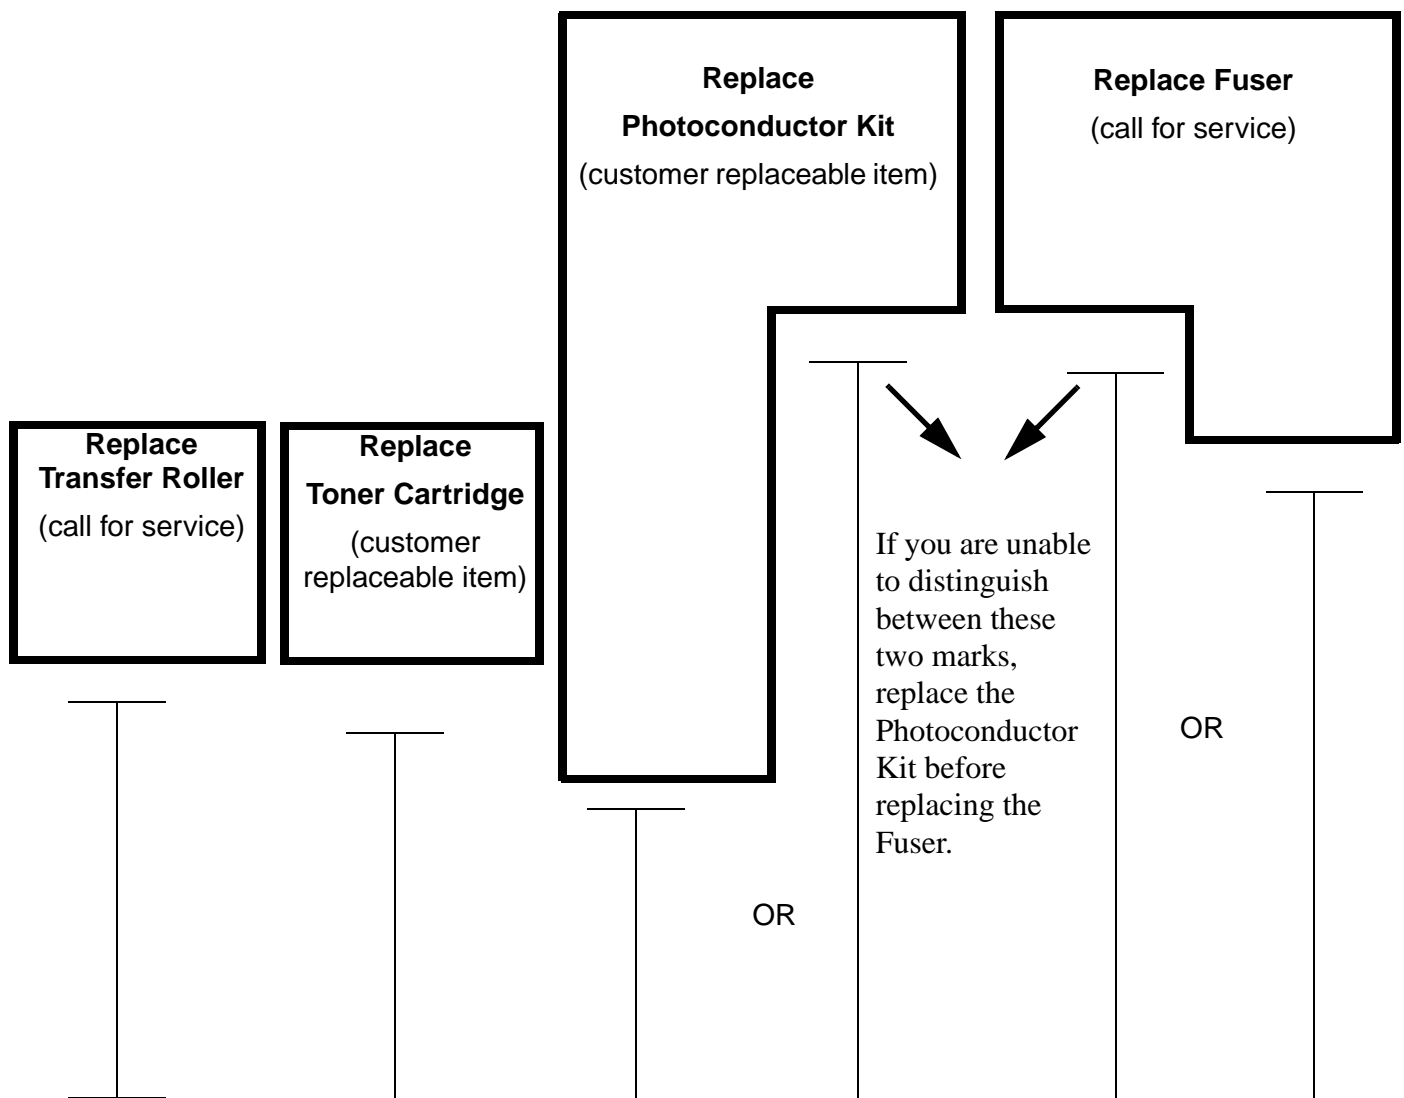 Replace
Photoconductor Kit
(customer replaceable item)
Replace Fuser
(call for service)
Replace
Transfer Roller
(call for service)
Replace
Toner Cartridge
(customer
replaceable item)
If you are unable
to distinguish
between these
two marks,
replace the
Photoconductor
Kit before
replacing the
Fuser.
OR
OR